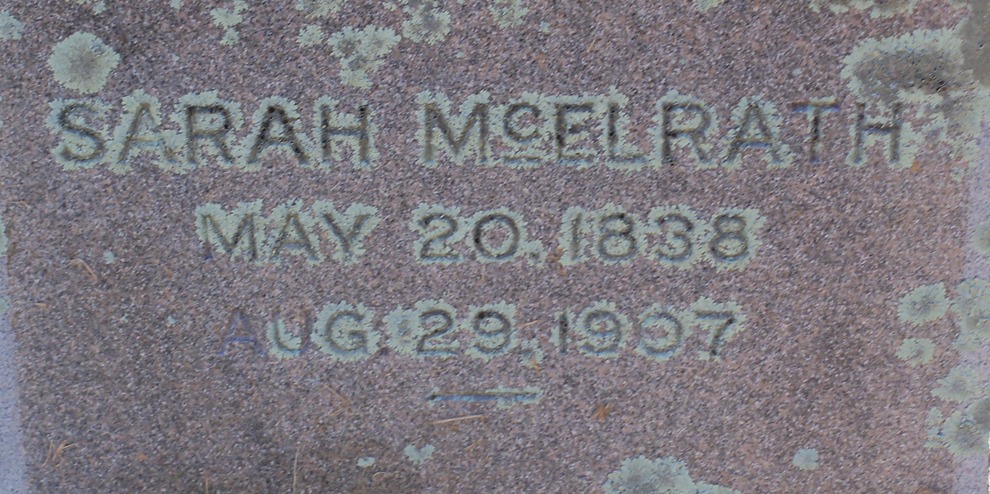 SARAH McELRATH
MAY 20, 1838
AUG. 29, 1907